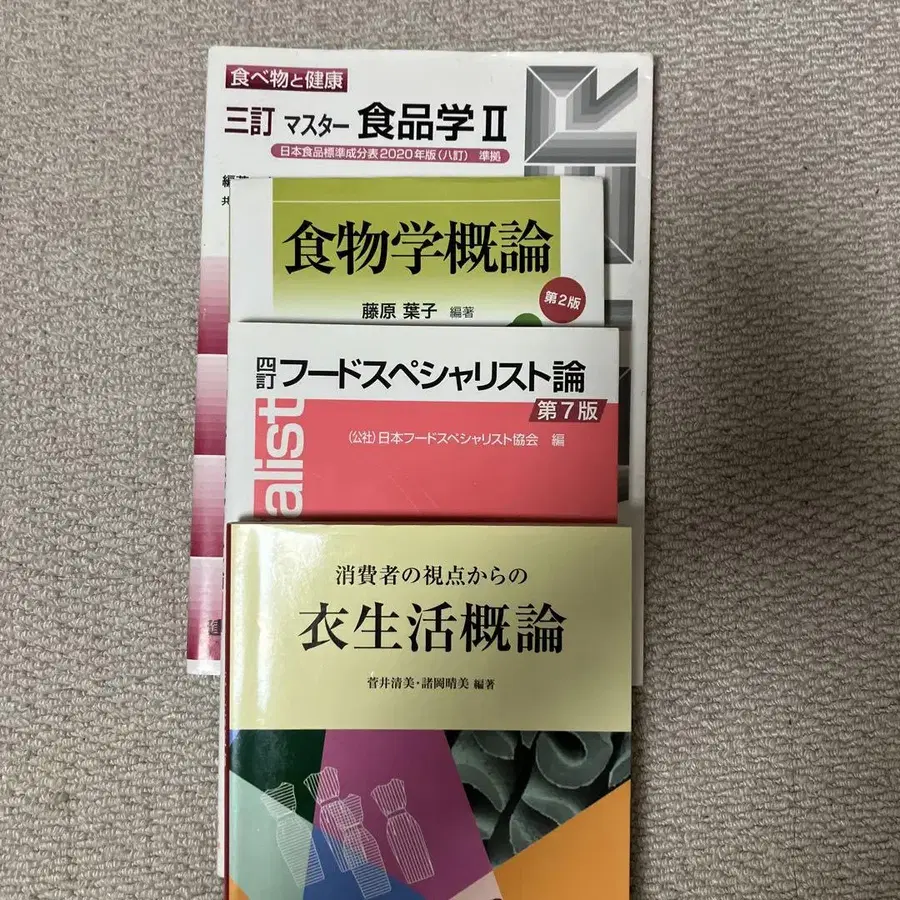 食べ物と健康
三訂 マスター 食品学Ⅱ
日本食品標準成分表2020年版(八訂) 準拠
食物学概論
藤原 葉子 編著
第2版
四訂 フードスペシャリスト論
第7版
(公社)日本フードスペシャリスト協会 編
alist
消費者の視点からの
衣生活概論
菅井清美・諸岡晴美 編著